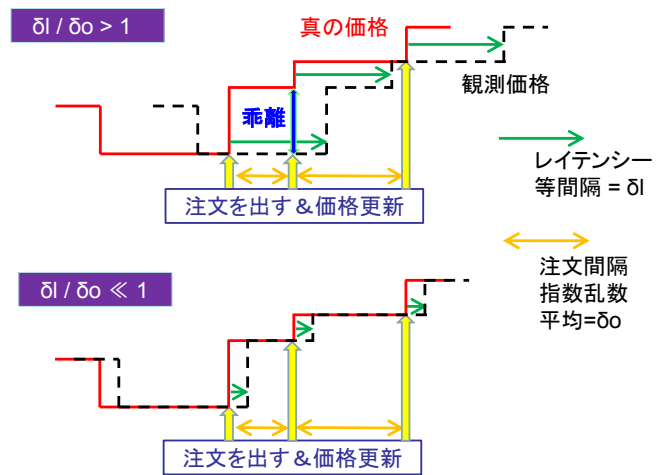 δl / δo > 1
真の価格
観測価格
乖離
レイテンシー
等間隔 = δl
注文を出す&価格更新
注文間隔
指数乱数
平均=δo
δl / δo ≪ 1
注文を出す&価格更新